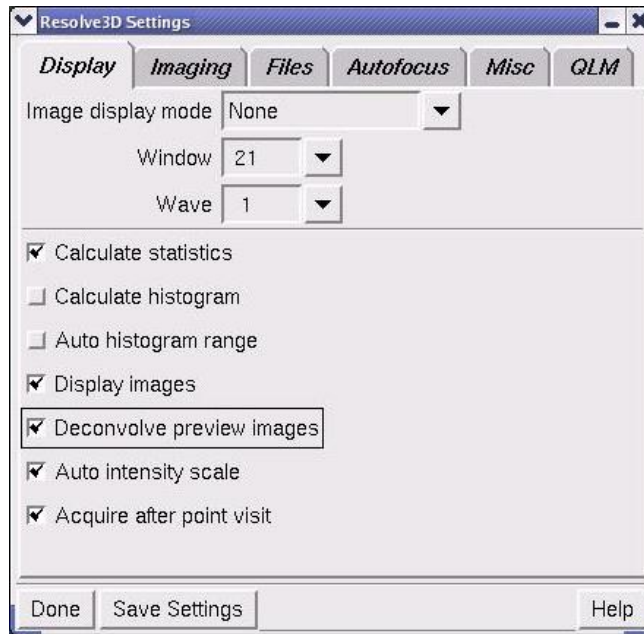 Resolve3D Settings
Display Imaging Files Autofocus Misc QLM
Image display mode None
Window 21
Wave 1
Calculate statistics
Calculate histogram
Auto histogram range
Display images
Deconvolve preview images
Auto intensity scale
Acquire after point visit
Done Save Settings Help